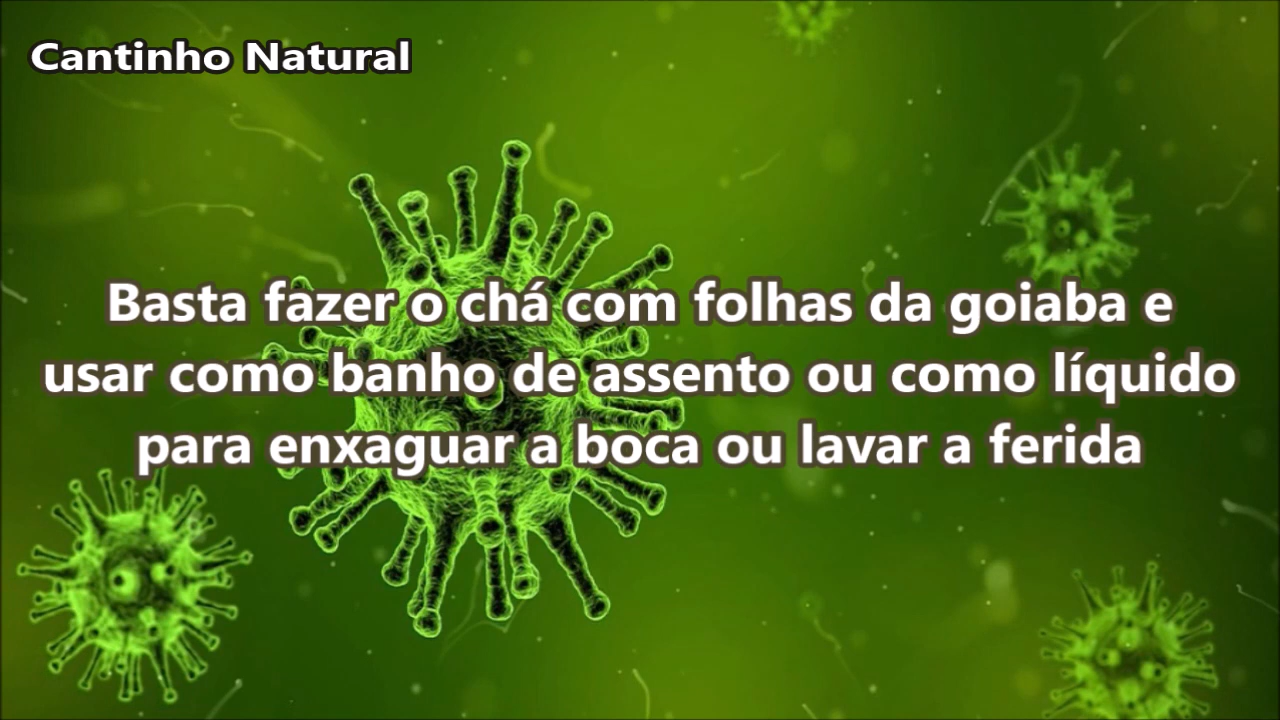 Cantinho Natural
Basta fazer o chá com folhas da goiaba e
usar como banho de assento ou como líquido
para enxaguar a boca ou lavar a ferida